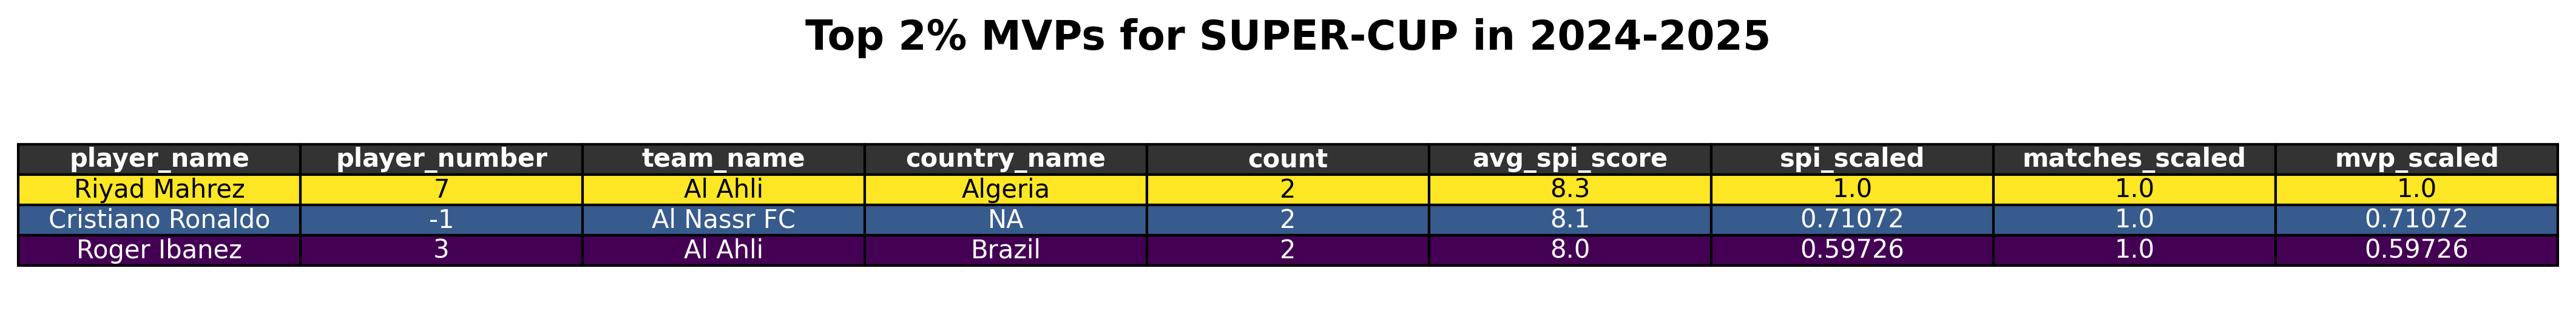 Top 2% MVPs for SUPER-CUP in 2024-2025
player_name player_number team_name country_name count avg_spi_score spi_scaled matches_scaled mvp_scaled
Riyad Mahrez 7 Al Ahli Algeria 2 8.3 1.0 1.0 1.0
Cristiano Ronaldo -1 Al Nassr FC NA 2 8.1 0.71072 1.0 0.71072
Roger Ibanez 3 Al Ahli Brazil 2 8.0 0.59726 1.0 0.59726